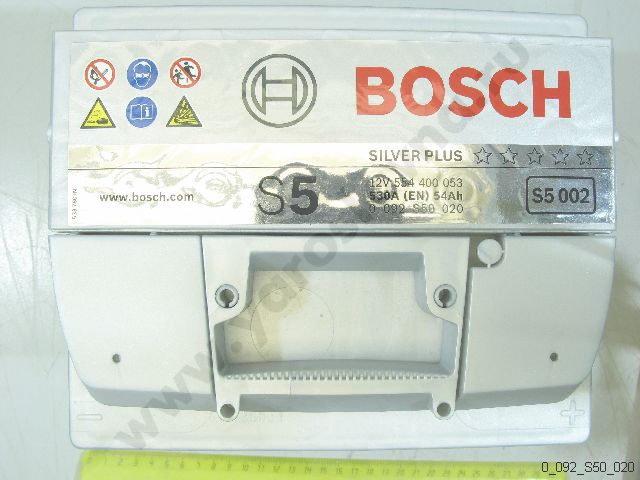 BOSCH
SILVER PLUS
S5
12V 554 400 053
530A (EN) 54Ah
0 092 S50 020
S5 002
www.bosch.com
0_092_S50_020